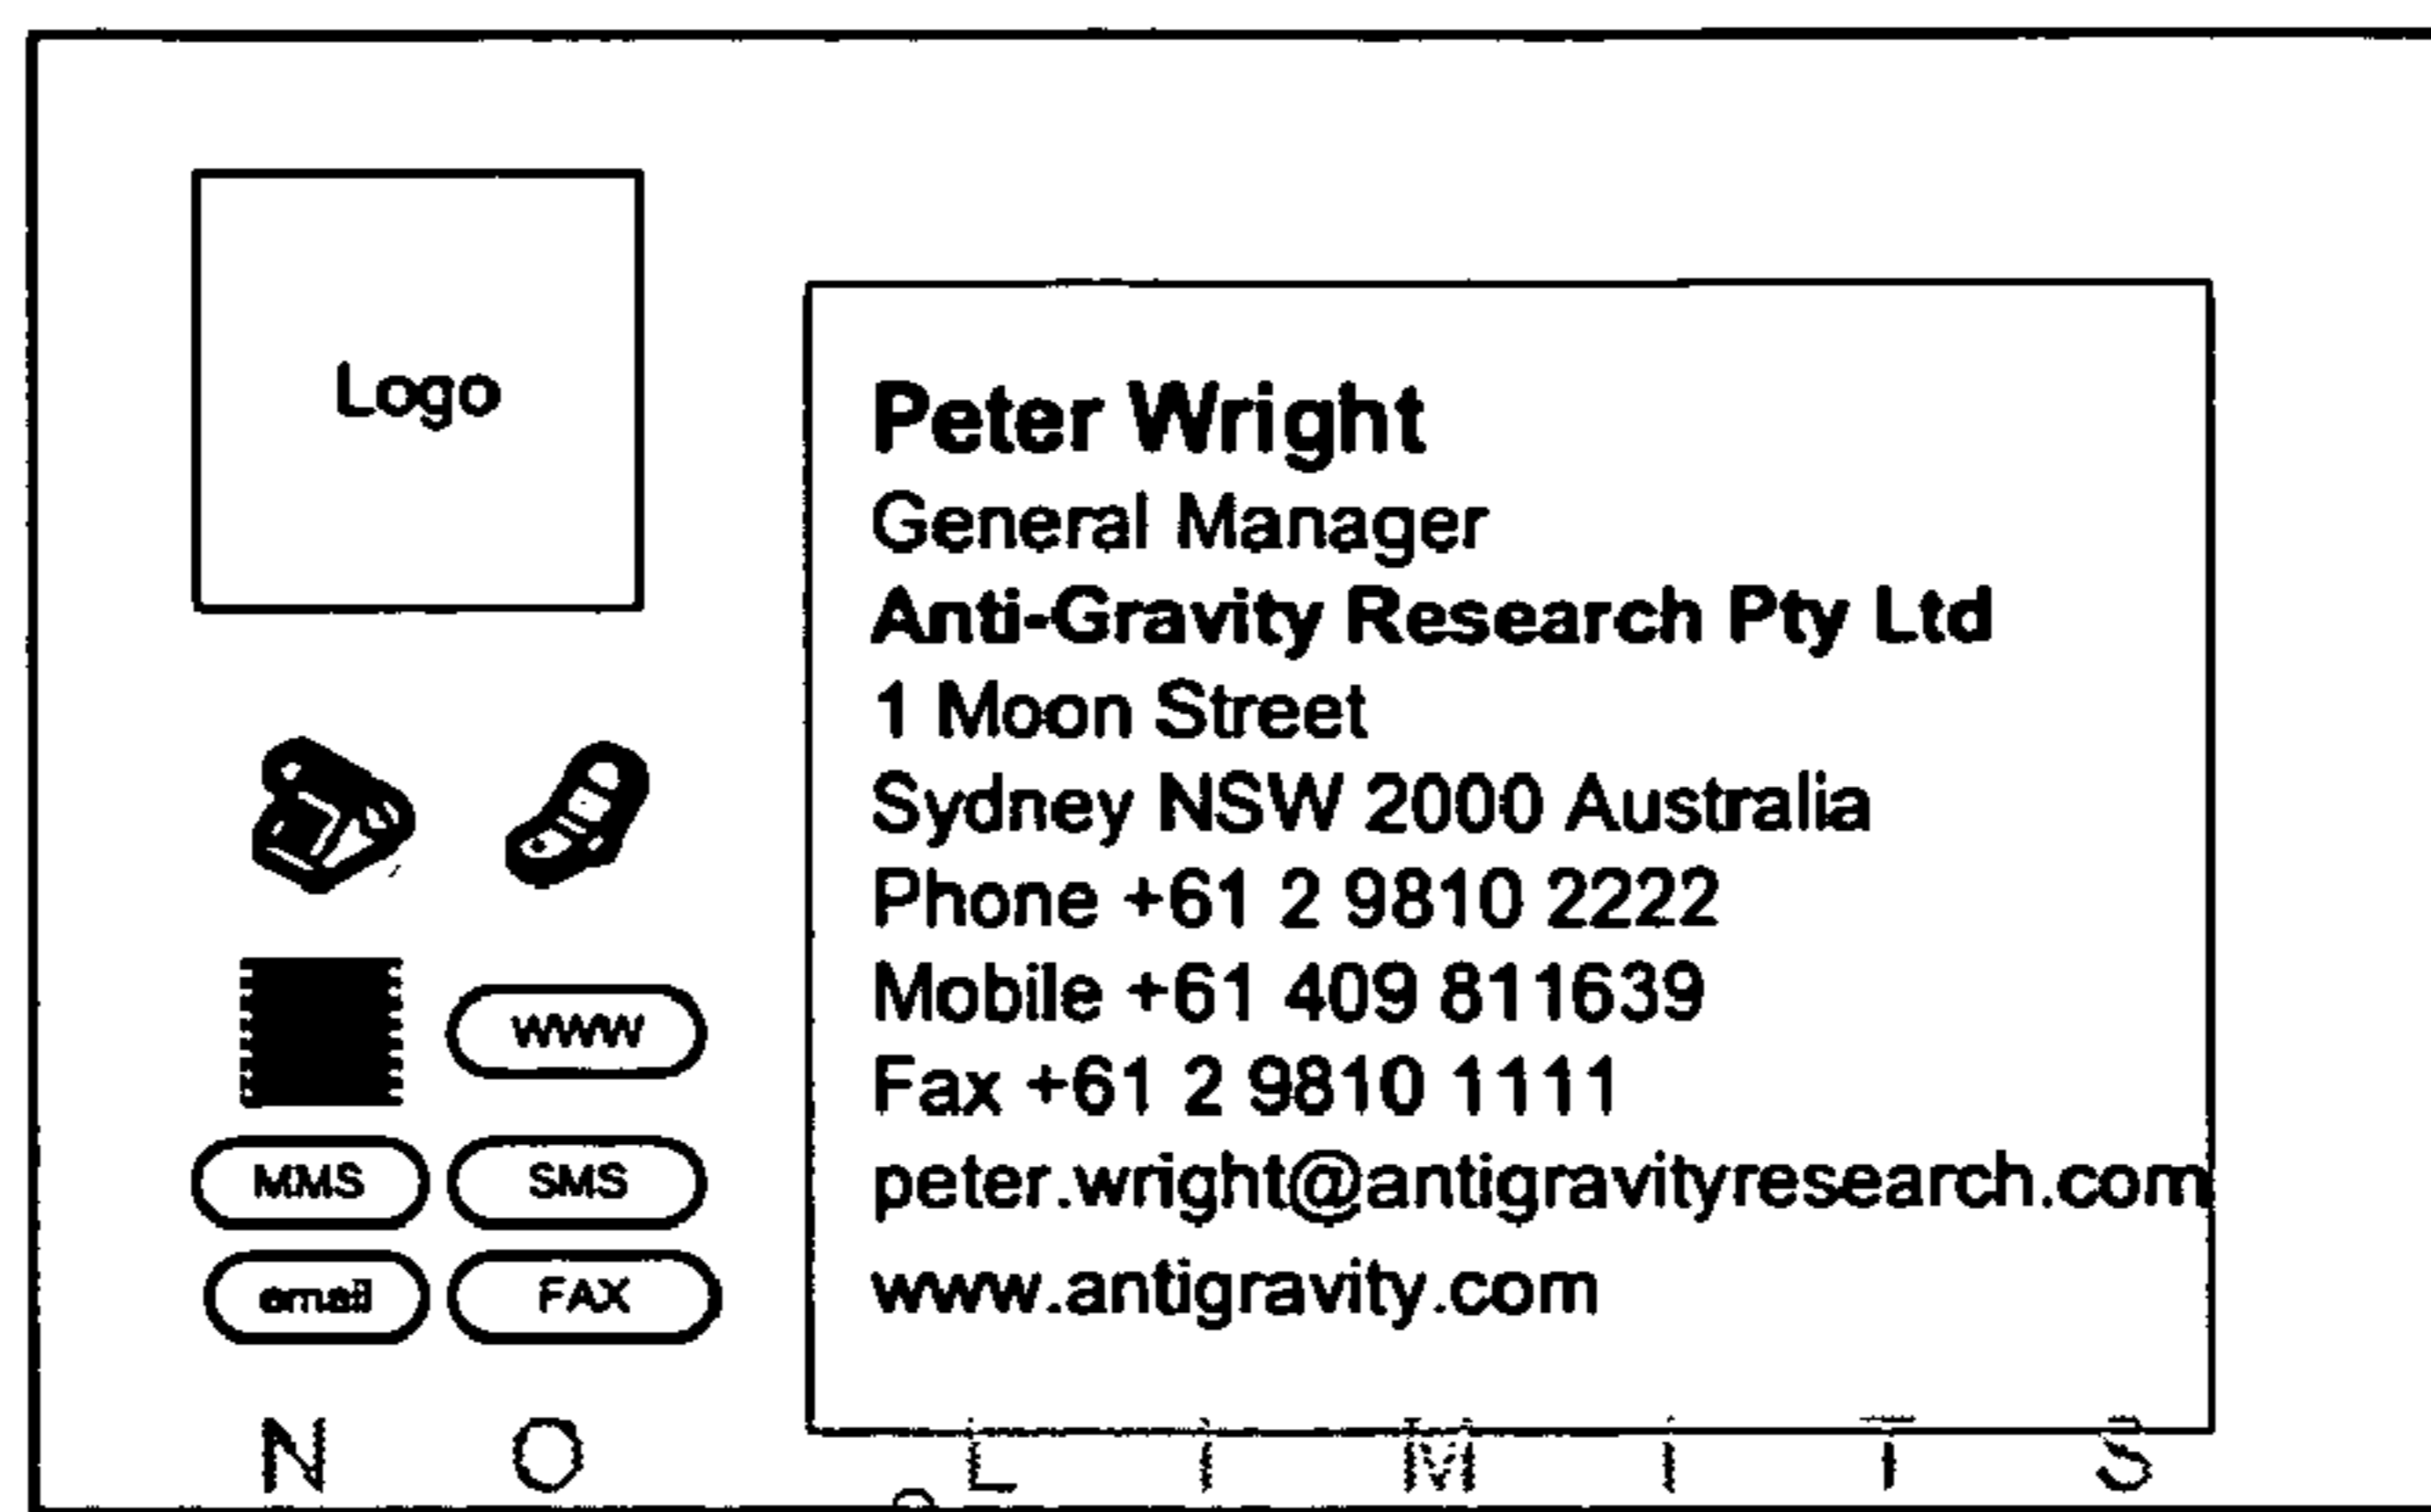 Logo
Peter Wright
General Manager
Anti-Gravity Research Pty Ltd
1 Moon Street
Sydney NSW 2000 Australia
Phone +61 2 9810 2222
Mobile +61 409 811639
Fax +61 2 9810 1111
peter.wright@antigravityresearch.com
www.antigravity.com
www
MMS SMS
email FAX
N O L I M I T S